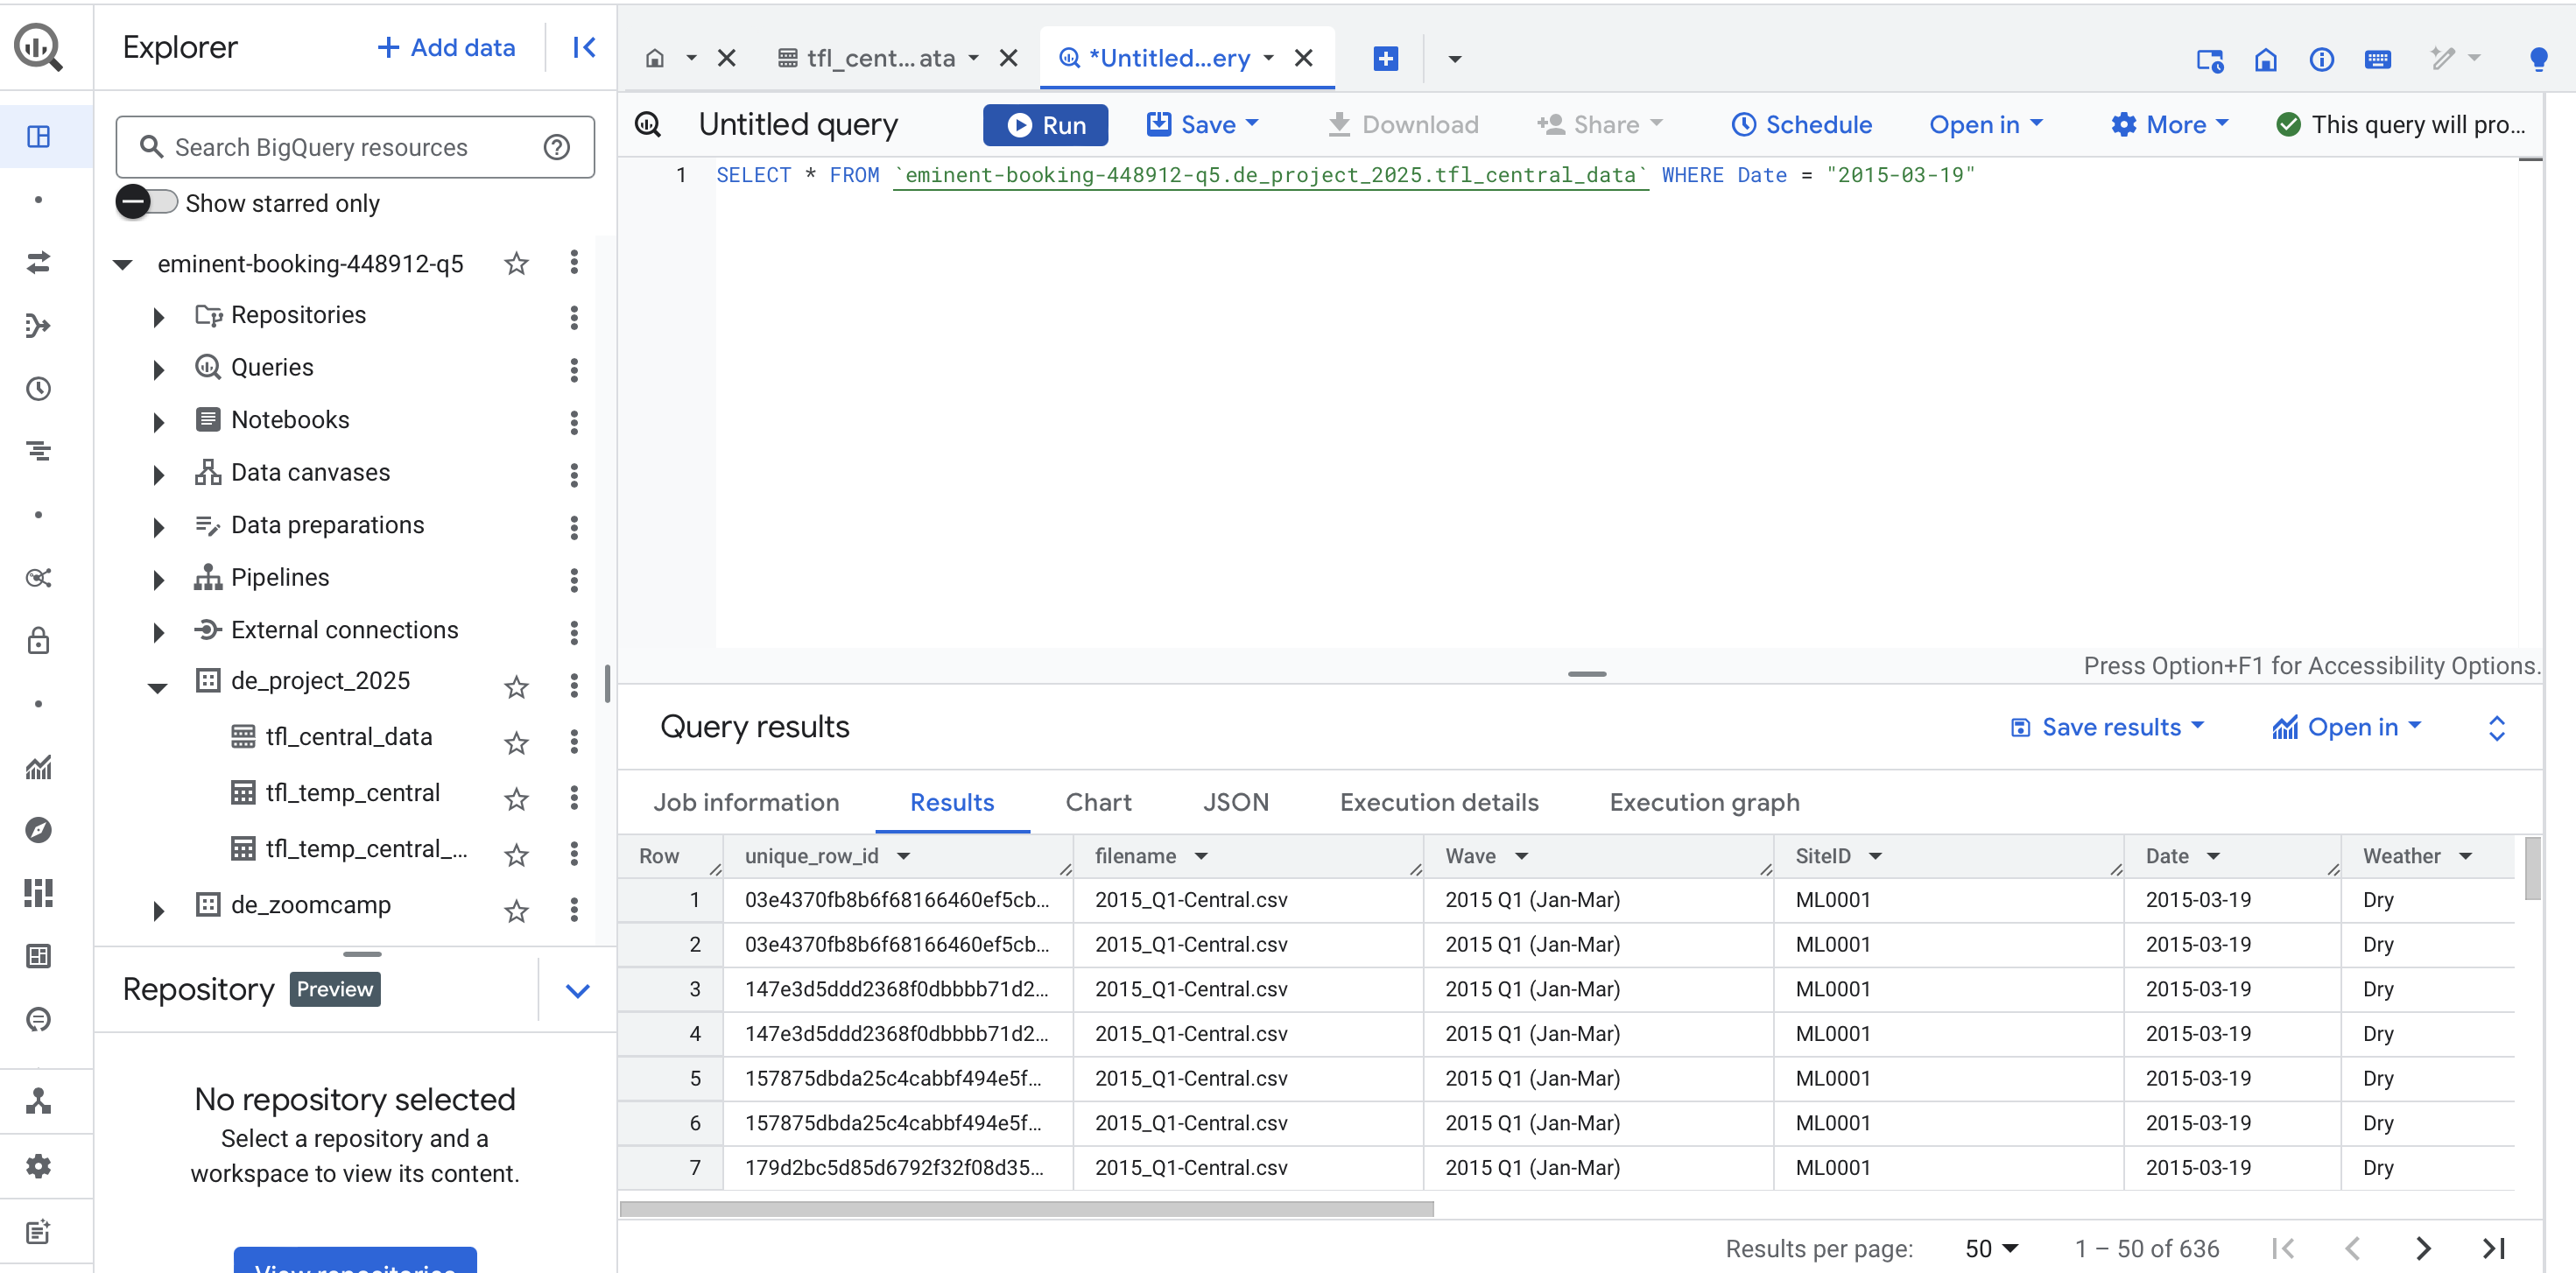 Explorer
+ Add data
Search BigQuery resources
Show starred only
eminent-booking-448912-q5
Repositories
Queries
Notebooks
Data canvases
Data preparations
Pipelines
External connections
de_project_2025
tfl_central_data
tfl_temp_central
tfl_temp_central_...
de_zoomcamp
Repository Preview
No repository selected
Select a repository and a
workspace to view its content.
View repositories
tfl_cent... ata
*Untitled...ery
Untitled query Run Save Download Share Schedule Open in More This query will pro...
1 SELECT * FROM `eminent-booking-448912-q5.de_project_2025.tfl_central_data` WHERE Date = "2015-03-19"
Press Option+F1 for Accessibility Options.
Query results Save results Open in
Job information Results Chart JSON Execution details Execution graph
Row unique_row_id filename Wave SiteID Date Weather
1 03e4370fb8b6f68166460ef5cb... 2015_Q1-Central.csv 2015 Q1 (Jan-Mar) ML0001 2015-03-19 Dry
2 03e4370fb8b6f68166460ef5cb... 2015_Q1-Central.csv 2015 Q1 (Jan-Mar) ML0001 2015-03-19 Dry
3 147e3d5ddd2368f0dbbbb71d2... 2015_Q1-Central.csv 2015 Q1 (Jan-Mar) ML0001 2015-03-19 Dry
4 147e3d5ddd2368f0dbbbb71d2... 2015_Q1-Central.csv 2015 Q1 (Jan-Mar) ML0001 2015-03-19 Dry
5 157875dbda25c4cabbf494e5f... 2015_Q1-Central.csv 2015 Q1 (Jan-Mar) ML0001 2015-03-19 Dry
6 157875dbda25c4cabbf494e5f... 2015_Q1-Central.csv 2015 Q1 (Jan-Mar) ML0001 2015-03-19 Dry
7 179d2bc5d85d6792f32f08d35... 2015_Q1-Central.csv 2015 Q1 (Jan-Mar) ML0001 2015-03-19 Dry
Results per page: 50 1 – 50 of 636